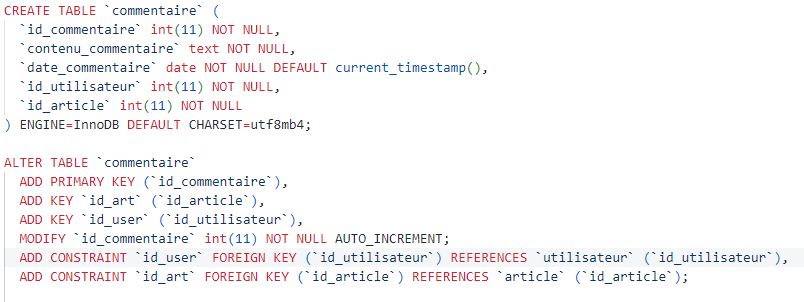 CREATE TABLE `commentaire` (
  `id_commentaire` int(11) NOT NULL,
  `contenu_commentaire` text NOT NULL,
  `date_commentaire` date NOT NULL DEFAULT current_timestamp(),
  `id_utilisateur` int(11) NOT NULL,
  `id_article` int(11) NOT NULL
) ENGINE=InnoDB DEFAULT CHARSET=utf8mb4;
ALTER TABLE `commentaire`
  ADD PRIMARY KEY (`id_commentaire`),
  ADD KEY `id_art` (`id_article`),
  ADD KEY `id_user` (`id_utilisateur`),
  MODIFY `id_commentaire` int(11) NOT NULL AUTO_INCREMENT;
  ADD CONSTRAINT `id_user` FOREIGN KEY (`id_utilisateur`) REFERENCES `utilisateur` (`id_utilisateur`),
  ADD CONSTRAINT `id_art` FOREIGN KEY (`id_article`) REFERENCES `article` (`id_article`);